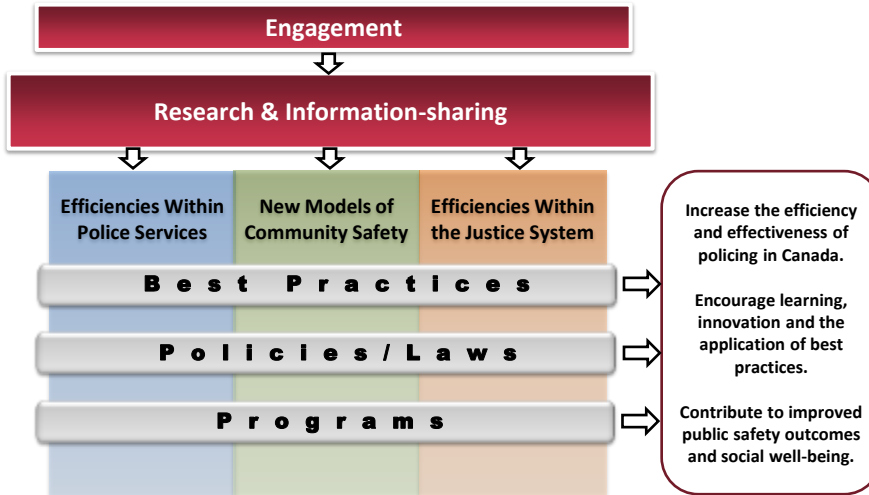 Engagement
Research & Information-sharing
Efficiencies Within
Police Services
New Models of
Community Safety
Efficiencies Within
the Justice System
Best Practices
Policies/Laws
Programs
Increase the efficiency
and effectiveness of
policing in Canada.
Encourage learning,
innovation and the
application of best
practices.
Contribute to improved
public safety outcomes
and social well-being.